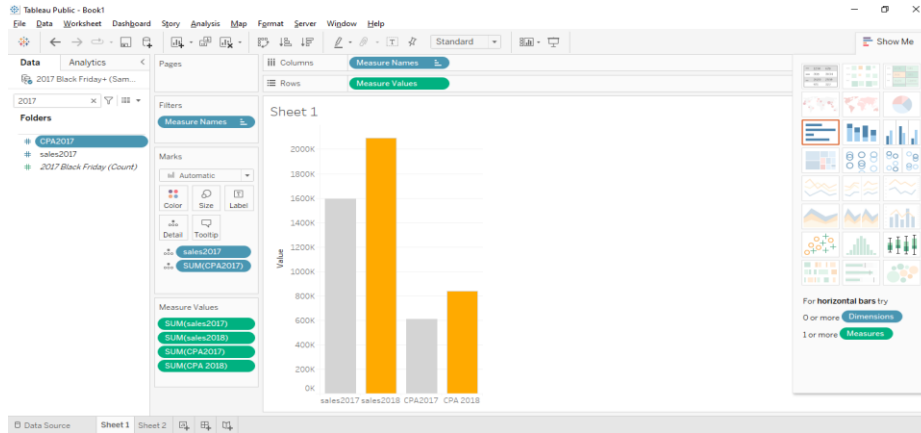 Tableau Public - Book1
File Data Worksheet Dashboard Story Analysis Map Format Server Window Help
Standard
Show Me
Data Analytics
2017 Black Friday+ (Sam...
2017
Folders
CPA2017
sales2017
2017 Black Friday (Count)
Pages
Filters
Measure Names
Marks
Automatic
Color Size Label
Detail Tooltip
sales2017
SUM(CPA2017)
Measure Values
SUM(sales2017)
SUM(sales2018)
SUM(CPA2017)
SUM(CPA 2018)
Columns Measure Names
Rows Measure Values
Sheet 1
Value
2000K
1800K
1600K
1400K
1200K
1000K
800K
600K
400K
200K
0K
sales2017 sales2018 CPA2017 CPA 2018
For horizontal bars try
0 or more Dimensions
1 or more Measures
Data Source Sheet 1 Sheet 2